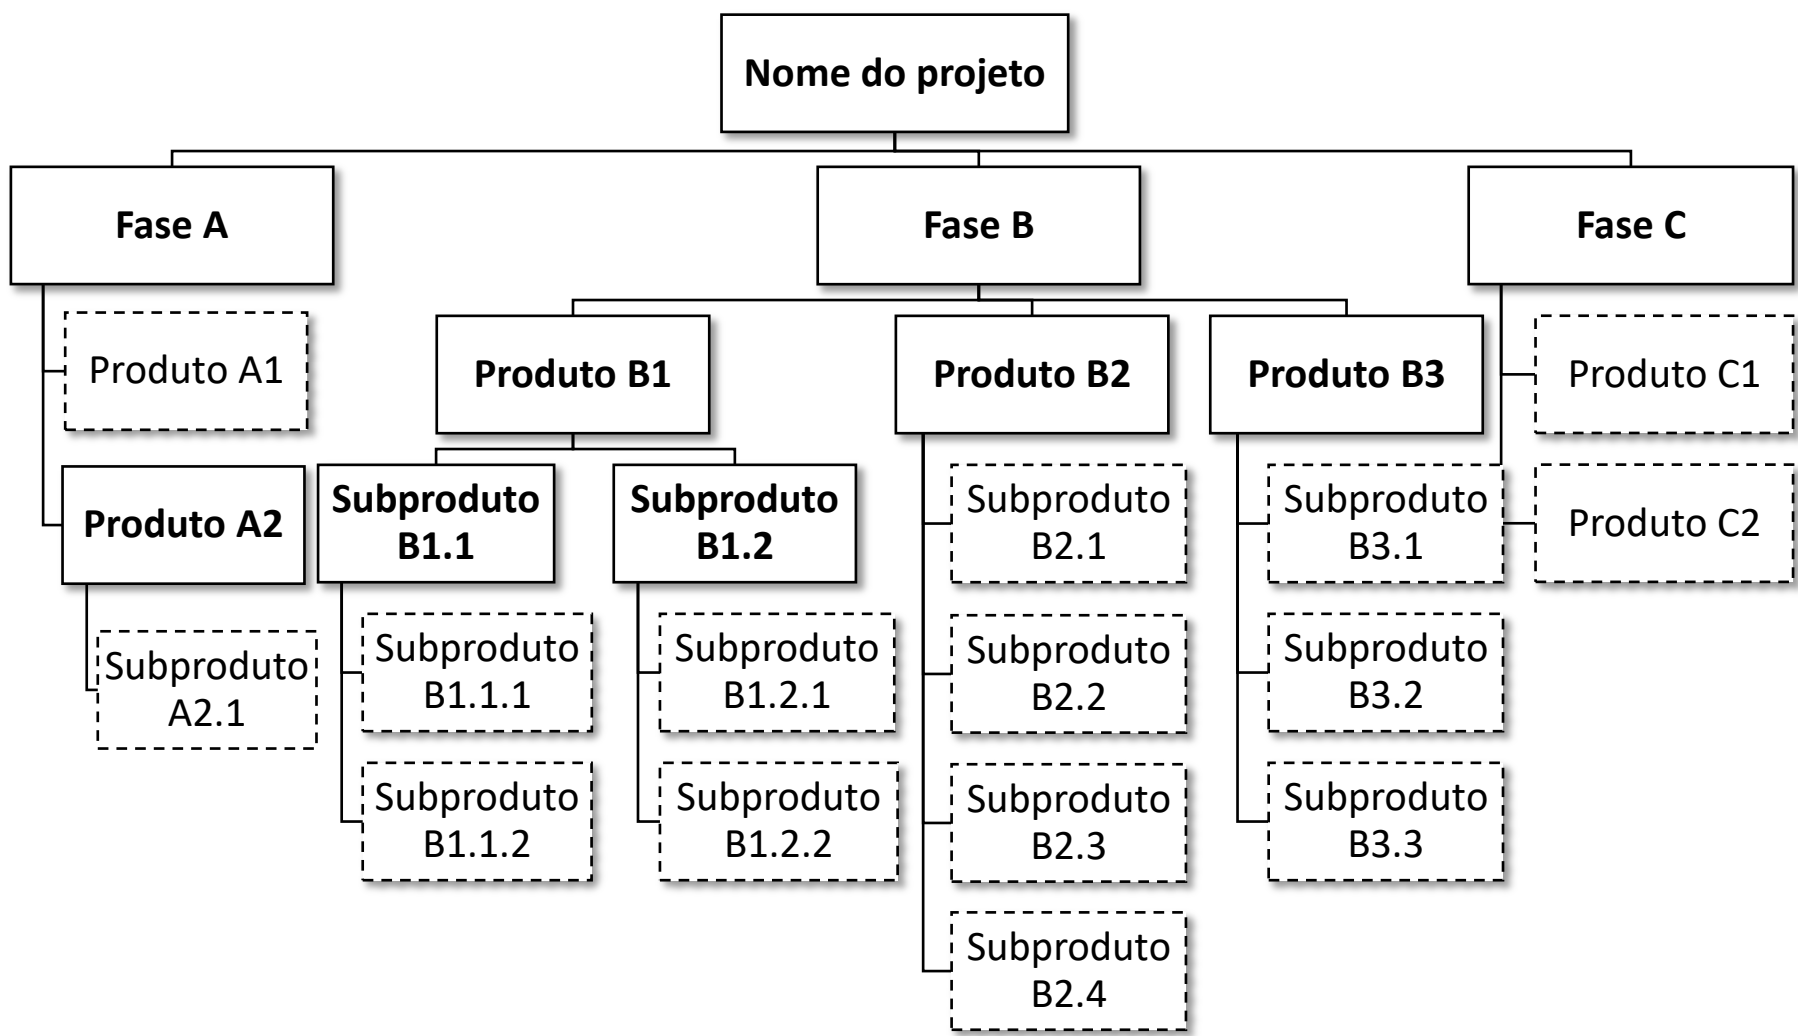 Nome do projeto
Fase A
Fase B
Fase C
Produto A1
Produto B1
Produto B2
Produto B3
Produto C1
Produto A2
Subproduto
B1.1
Subproduto
B1.2
Subproduto
B2.1
Subproduto
B3.1
Produto C2
Subproduto
A2.1
Subproduto
B1.1.1
Subproduto
B1.2.1
Subproduto
B2.2
Subproduto
B3.2
Subproduto
B1.1.2
Subproduto
B1.2.2
Subproduto
B2.3
Subproduto
B3.3
Subproduto
B2.4